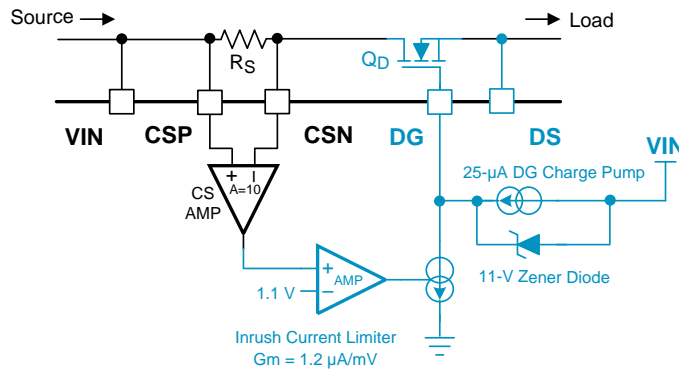 Source
Load
RS
QD
VIN
CSP
CSN
DG
DS
VIN
25-µA DG Charge Pump
+
−
A=10
CS
AMP
11-V Zener Diode
+
AMP
1.1 V
−
Inrush Current Limiter
Gm = 1.2 µA/mV